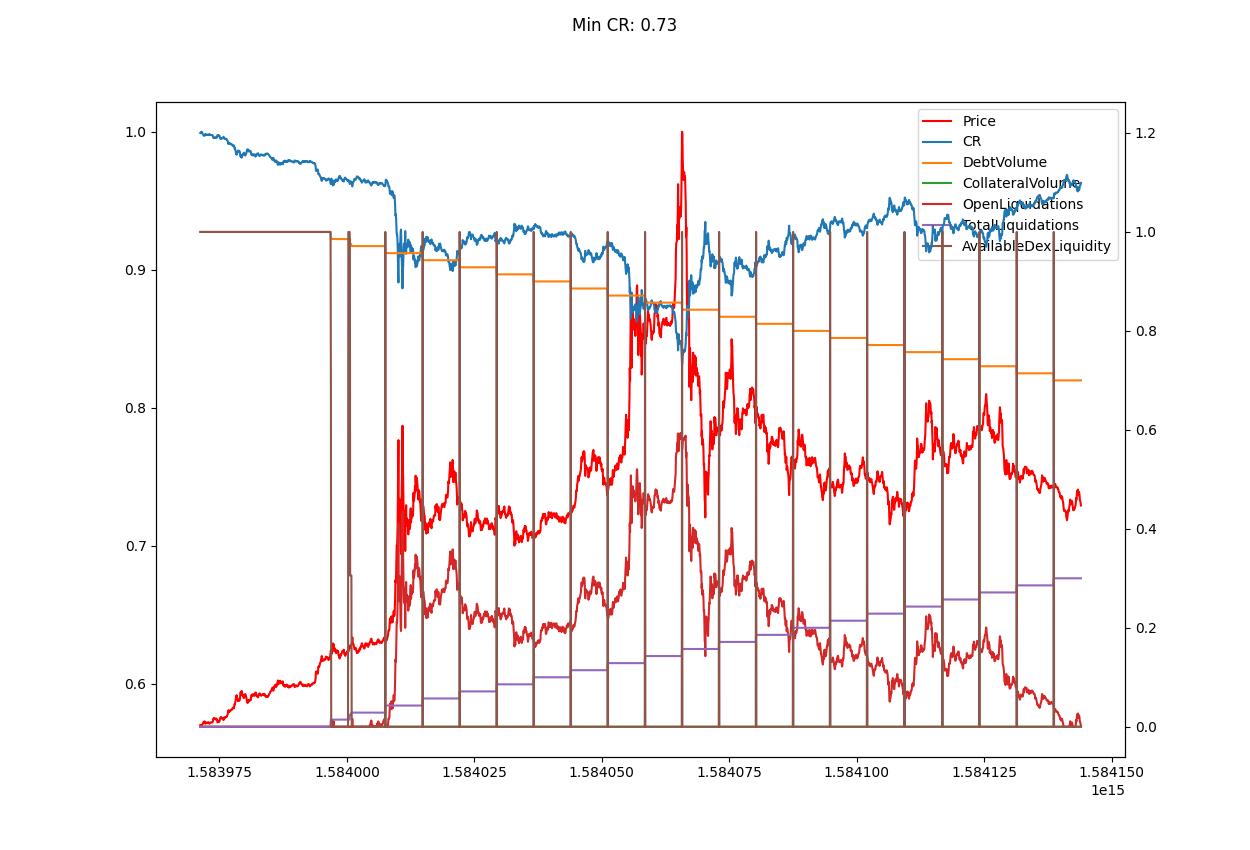 Min CR: 0.73
1.0
0.9
0.8
0.7
0.6
1.2
1.0
0.8
0.6
0.4
0.2
0.0
Price
CR
DebtVolume
CollateralVolume
OpenLiquidations
TotalLiquidations
AvailableDexLiquidity
1.583975 1.584000 1.584025 1.584050 1.584075 1.584100 1.584125 1.584150
1e15